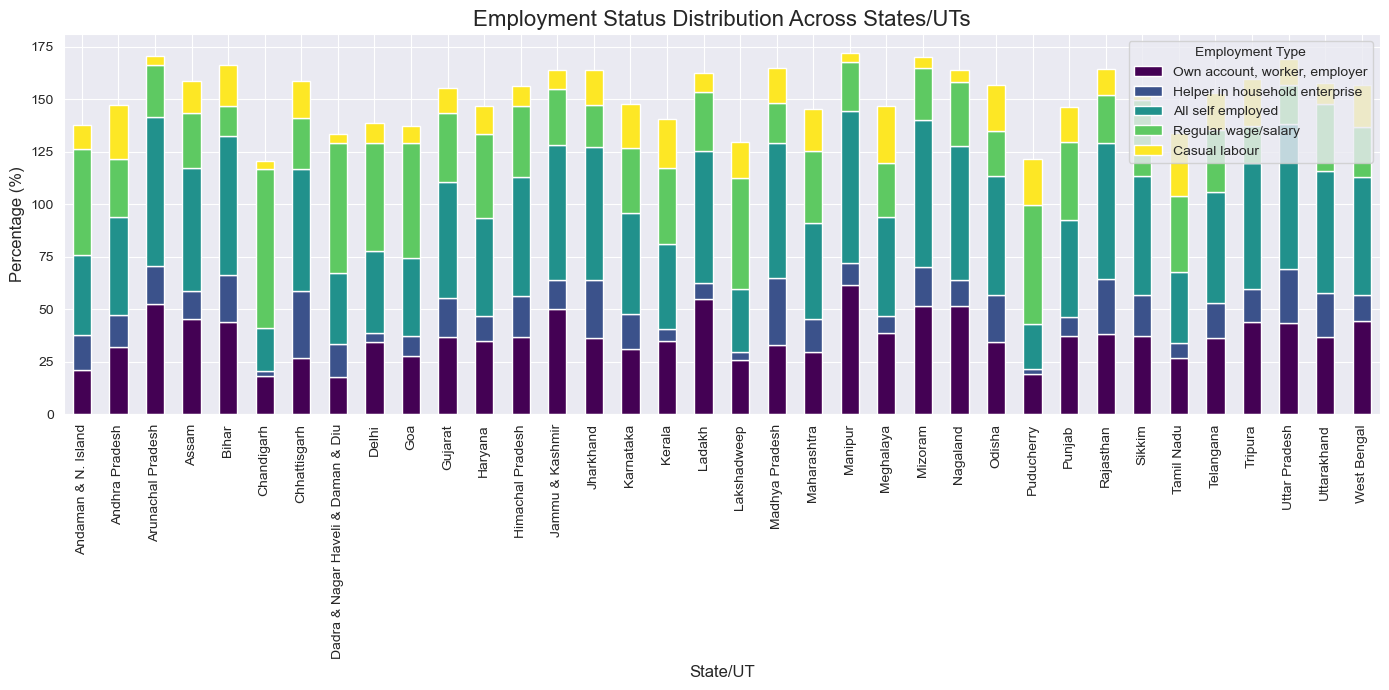 Employment Status Distribution Across States/UTs
Percentage (%)
175
150
125
100
75
50
25
0
Employment Type
Own account, worker, employer
Helper in household enterprise
All self employed
Regular wage/salary
Casual labour
Andaman & N. Island
Andhra Pradesh
Arunachal Pradesh
Assam
Bihar
Chandigarh
Chhattisgarh
Dadra & Nagar Haveli & Daman & Diu
Delhi
Goa
Gujarat
Haryana
Himachal Pradesh
Jammu & Kashmir
Jharkhand
Karnataka
Kerala
Ladakh
Lakshadweep
Madhya Pradesh
Maharashtra
Manipur
Meghalaya
Mizoram
Nagaland
Odisha
Puducherry
Punjab
Rajasthan
Sikkim
Tamil Nadu
Telangana
Tripura
Uttar Pradesh
Uttarakhand
West Bengal
State/UT